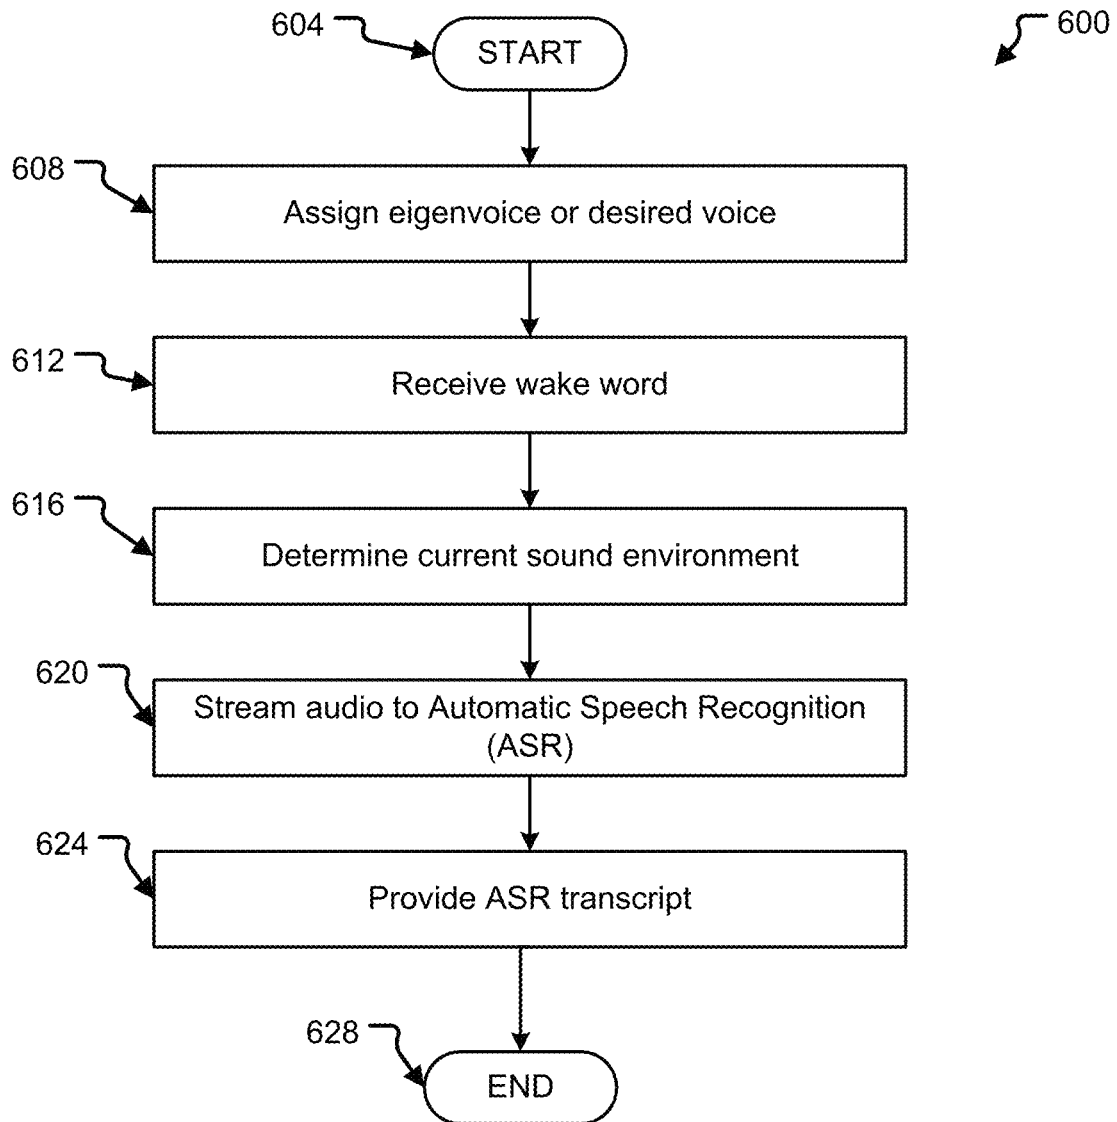 604
START
600
608
Assign eigenvoice or desired voice
612
Receive wake word
616
Determine current sound environment
620
Stream audio to Automatic Speech Recognition
(ASR)
624
Provide ASR transcript
628
END